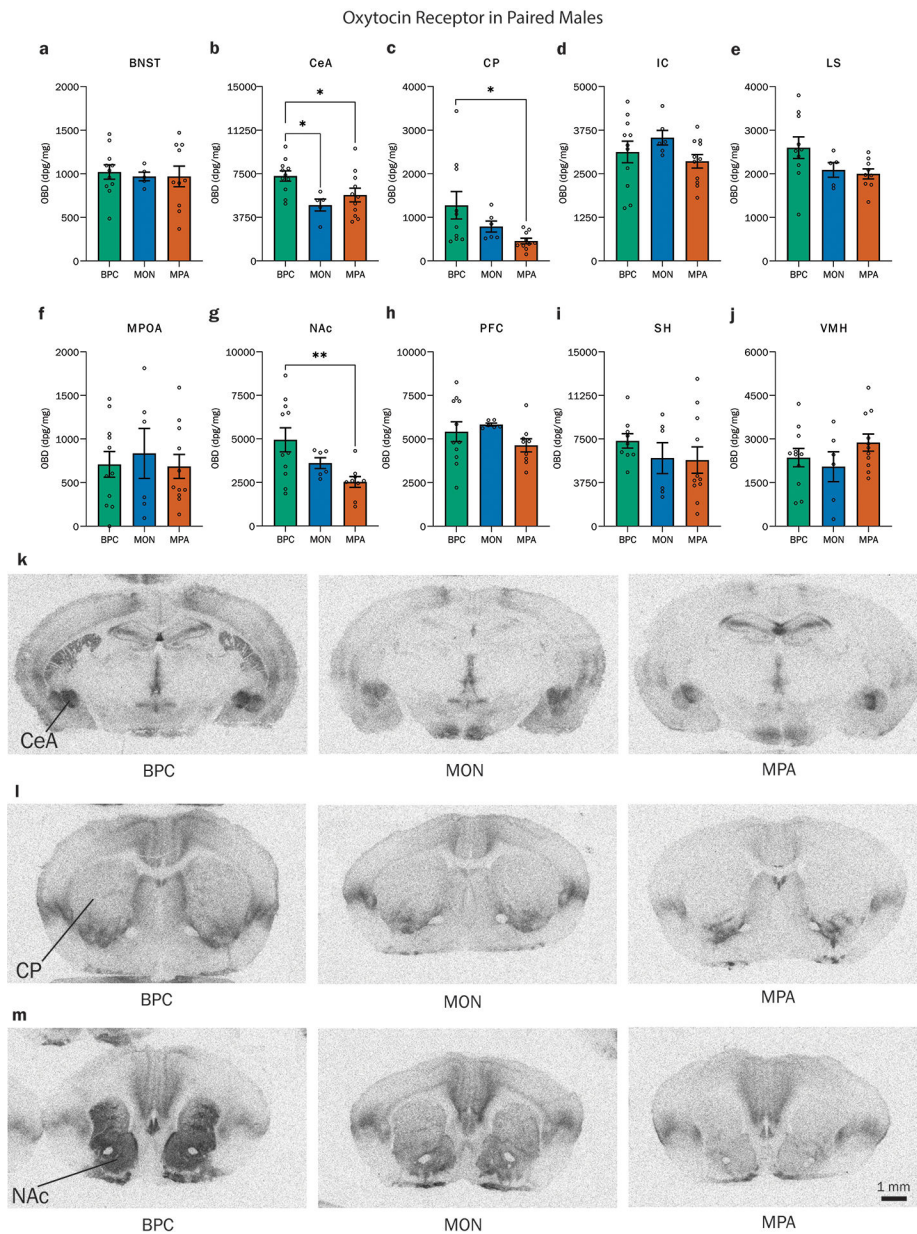 Oxytocin Receptor in Paired Males
a b c d e
BNST CeA CP IC LS
2000 15000 4000 5000 4000
* *
1500 11250 * 3000 3750 3000
OBD (dpg/mg) OBD (dpg/mg) OBD (dpg/mg) OBD (dpg/mg) OBD (dpg/mg)
1000 7500 2000 2500 2000
500 3750 1000 1250 1000
0 0 0 0 0
BPC MON MPA BPC MON MPA BPC MON MPA BPC MON MPA BPC MON MPA
f g h i j
MPOA NAc PFC SH VMH
2000 10000 10000 15000 6000
**
1500 7500 7500 11250 4500
OBD (dpg/mg) OBD (dpg/mg) OBD (dpg/mg) OBD (dpg/mg) OBD (dpg/mg)
1000 5000 5000 7500 3000
500 2500 2500 3750 1500
0 0 0 0 0
BPC MON MPA BPC MON MPA BPC MON MPA BPC MON MPA BPC MON MPA
k
CeA
BPC MON MPA
l
CP
BPC MON MPA
m
NAc
1 mm
BPC MON MPA